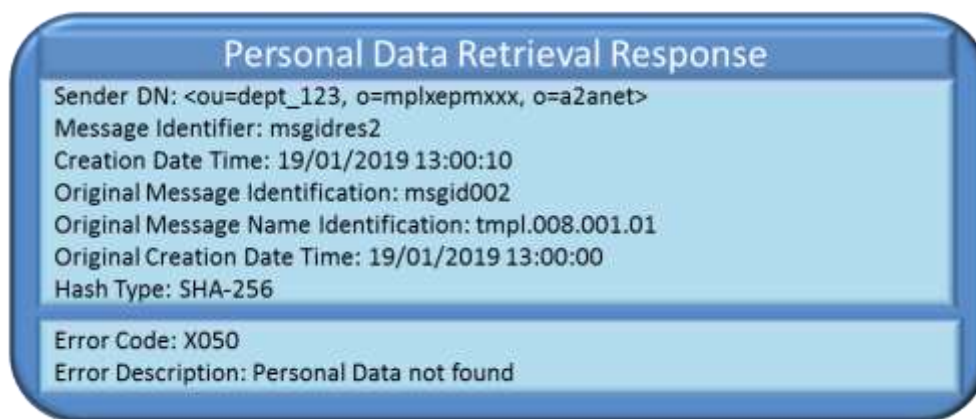 Personal Data Retrieval Response
Sender DN: <ou=dept_123, o=mplxepmxxx, o=a2anet>
Message Identifier: msgidres2
Creation Date Time: 19/01/2019 13:00:10
Original Message Identification: msgid002
Original Message Name Identification: tmpl.008.001.01
Original Creation Date Time: 19/01/2019 13:00:00
Hash Type: SHA-256
Error Code: X050
Error Description: Personal Data not found